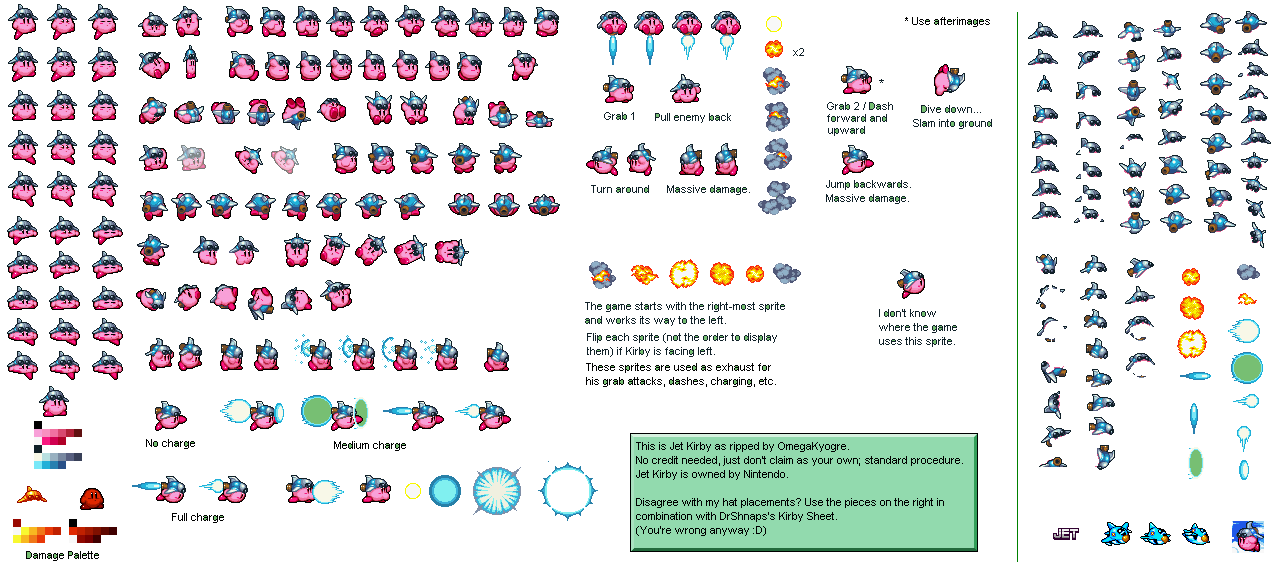 * Use afterimages
x2
Grab 1
Pull enemy back
Grab 2 / Dash
forward and
upward
*
Dive down...
Slam into ground
Turn around
Massive damage.
Jump backwards.
Massive damage.
The game starts with the right-most sprite
and works its way to the left.
Flip each sprite (not the order to display
them) if Kirby is facing left.
These sprites are used as exhaust for
his grab attacks, dashes, charging, etc.
I don't know
where the game
uses this sprite.
No charge
Medium charge
Full charge
Damage Palette
This is Jet Kirby as ripped by OmegaKyogre.
No credit needed, just don't claim as your own; standard procedure.
Jet Kirby is owned by Nintendo.
Disagree with my hat placements? Use the pieces on the right in
combination with DrShnaps's Kirby Sheet.
(You're wrong anyway :D)
JET